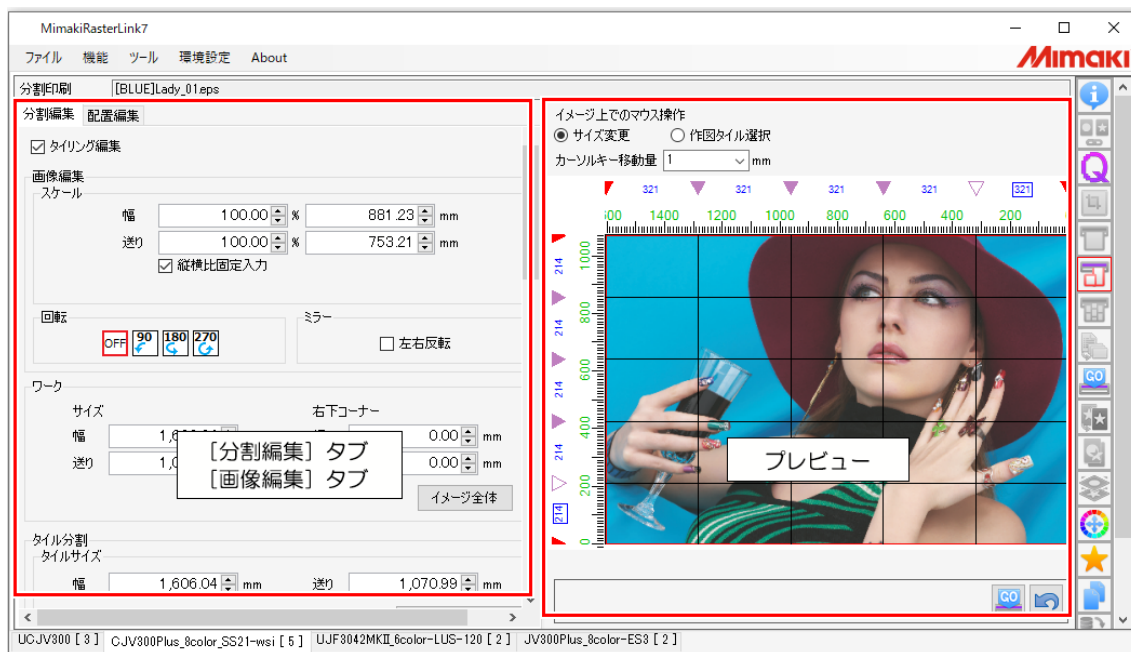 MimakiRasterLink7
ファイル 機能 ツール 環境設定 About
Mimaki
分割印刷 [BLUE]Lady_01.eps
分割編集 配置編集
タイリング編集
画像編集
スケール
幅 100.00 % 881.23 mm
送り 100.00 % 753.21 mm
縦横比固定入力
回転
OFF 90 180 270
ミラー
左右反転
ワーク
サイズ 右下コーナー
幅 0.00 mm
送り 0.00 mm
[分割編集] タブ
[画像編集] タブ
イメージ全体
タイル分割
タイルサイズ
幅 1,606.04 mm 送り 1,070.99 mm
イメージ上でのマウス操作
サイズ変更 作図タイル選択
カーソルキー移動量 1 mm
321 321 321 321 321
1400 1200 1000 800 600 400 200
1000
800
600
400
200
0
214
214
214
214
214
プレビュー
GO
Q
GO
UCJV300 [ 3 ] CJV300Plus_8color_SS21-wsi [ 5 ] UJF3042MKII_6color-LUS-120 [ 2 ] JV300Plus_8color-ES3 [ 2 ]